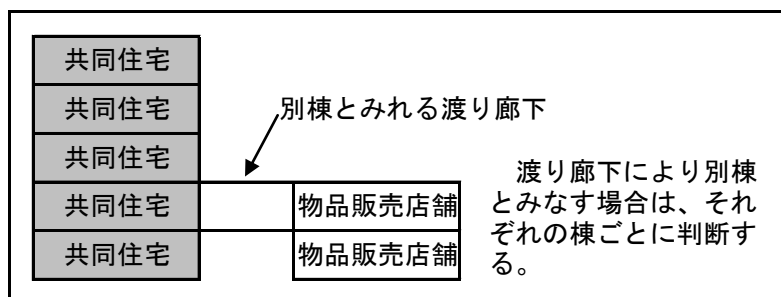 共同住宅
共同住宅
別棟とみれる渡り廊下
共同住宅
共同住宅
物品販売店舗
共同住宅
物品販売店舗
　渡り廊下により別棟
とみなす場合は、それ
ぞれの棟ごとに判断す
る。